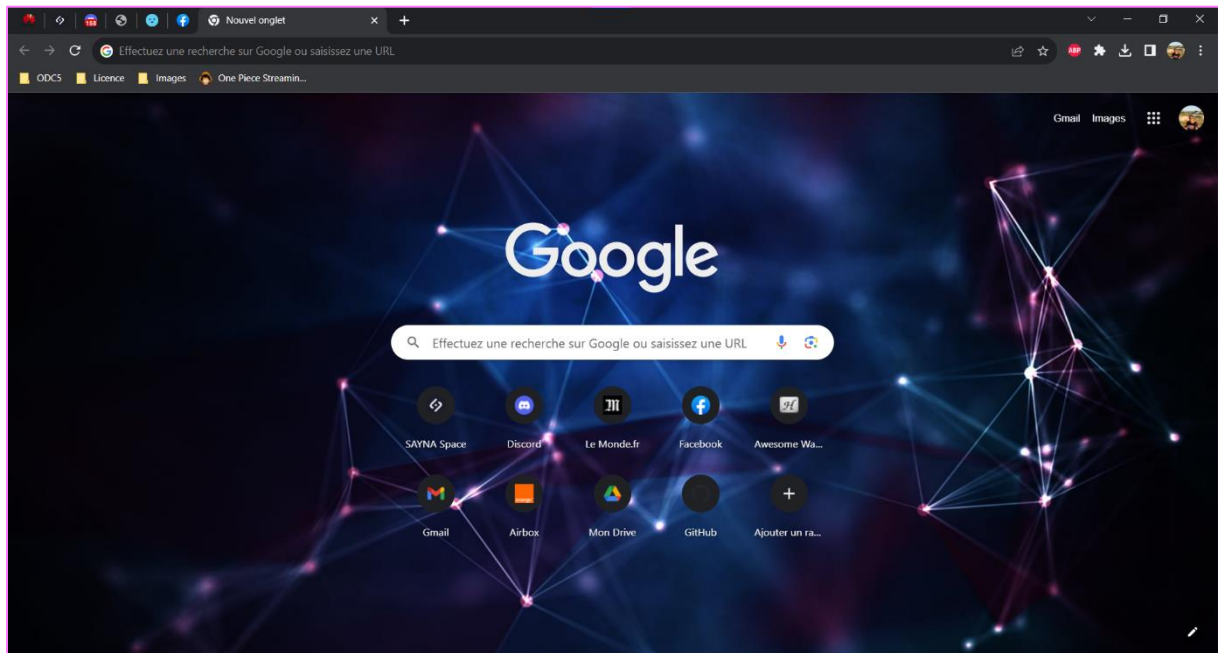 158
Nouvel onglet
Effectuez une recherche sur Google ou saisissez une URL
ABP
ODC5
Licence
Images
One Piece Streamin...
Gmail
Images
Google
Effectuez une recherche sur Google ou saisissez une URL
SAYNA Space
Discord
Le Monde.fr
Facebook
Awesome Wa...
Gmail
Airbox
Mon Drive
GitHub
Ajouter un ra...